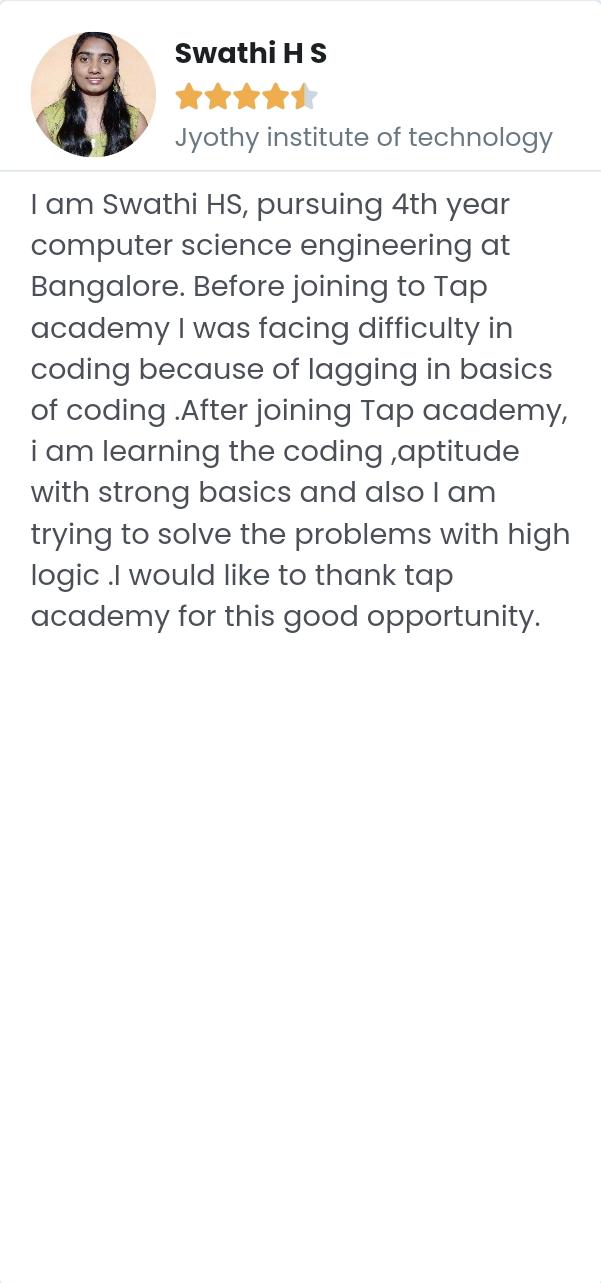 Swathi H S
Jyothy institute of technology
I am Swathi HS, pursuing 4th year
computer science engineering at
Bangalore. Before joining to Tap
academy I was facing difficulty in
coding because of lagging in basics
of coding .After joining Tap academy,
i am learning the coding ,aptitude
with strong basics and also I am
trying to solve the problems with high
logic .I would like to thank tap
academy for this good opportunity.